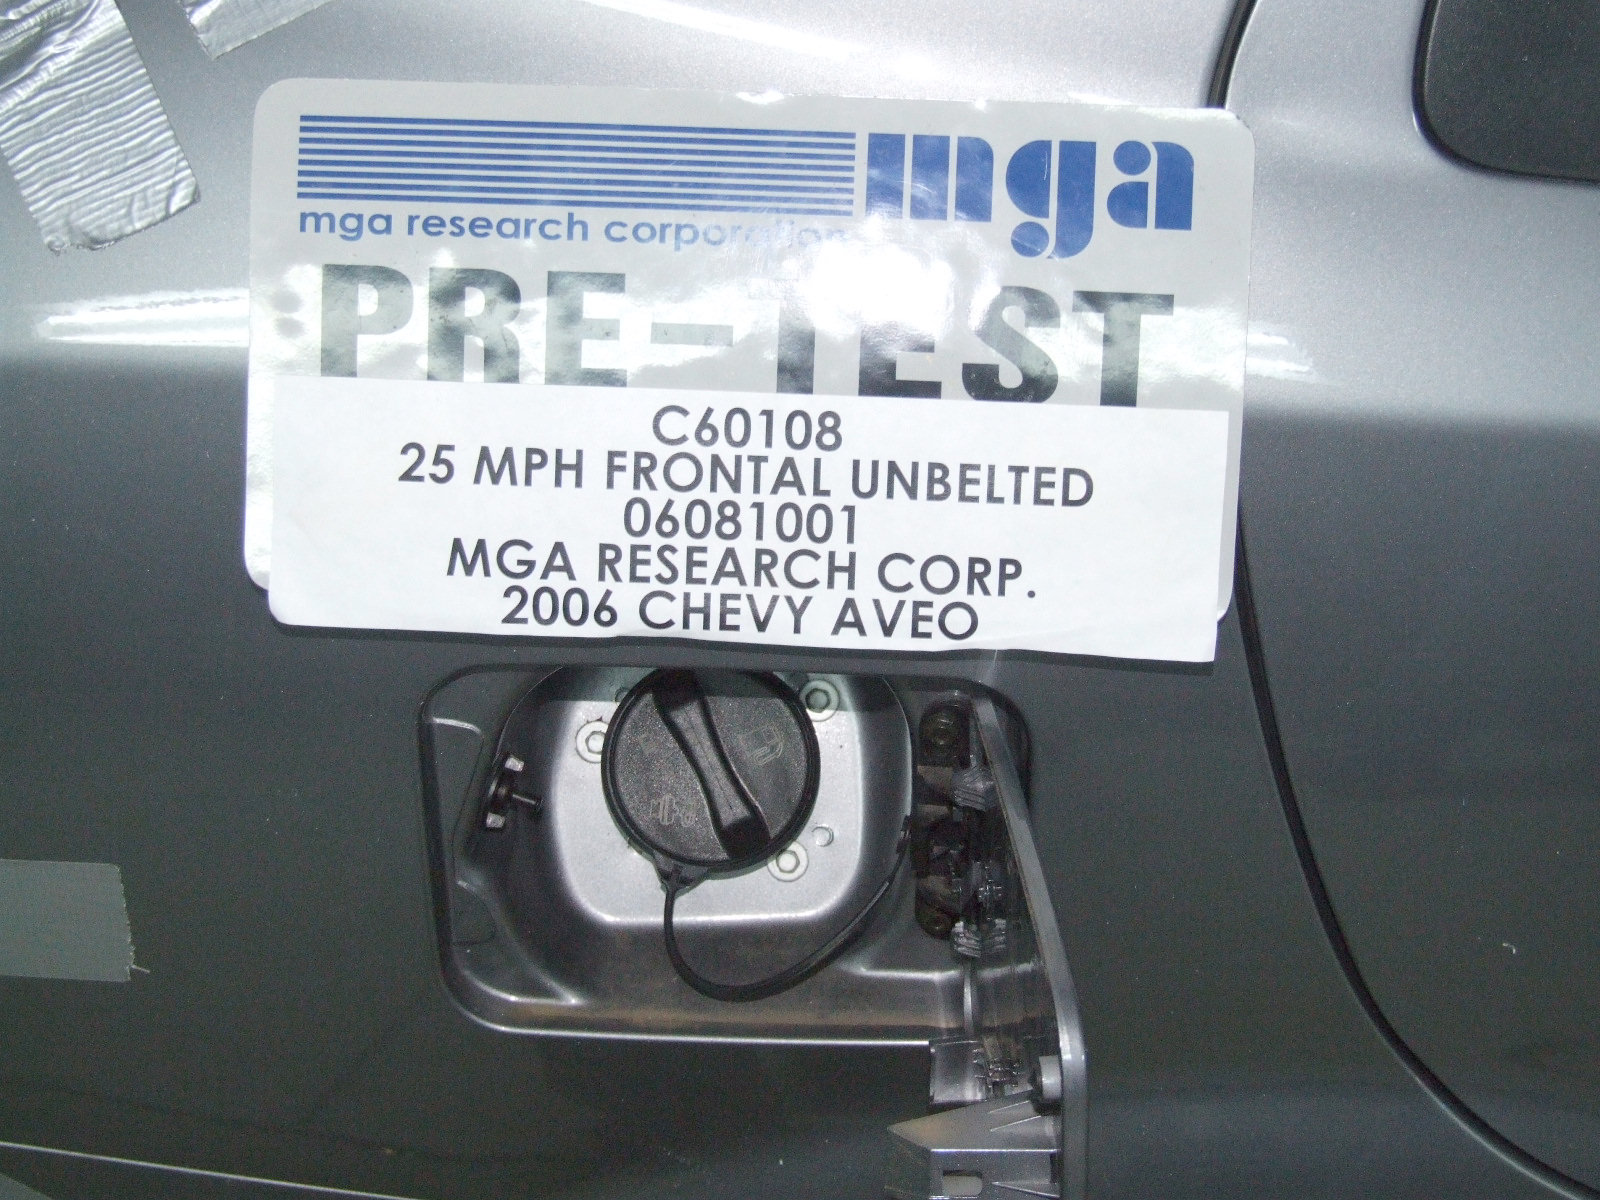 mga
mga research corporation
PRE-TEST
C60108
25 MPH FRONTAL UNBELTED
06081001
MGA RESEARCH CORP.
2006 CHEVY AVEO